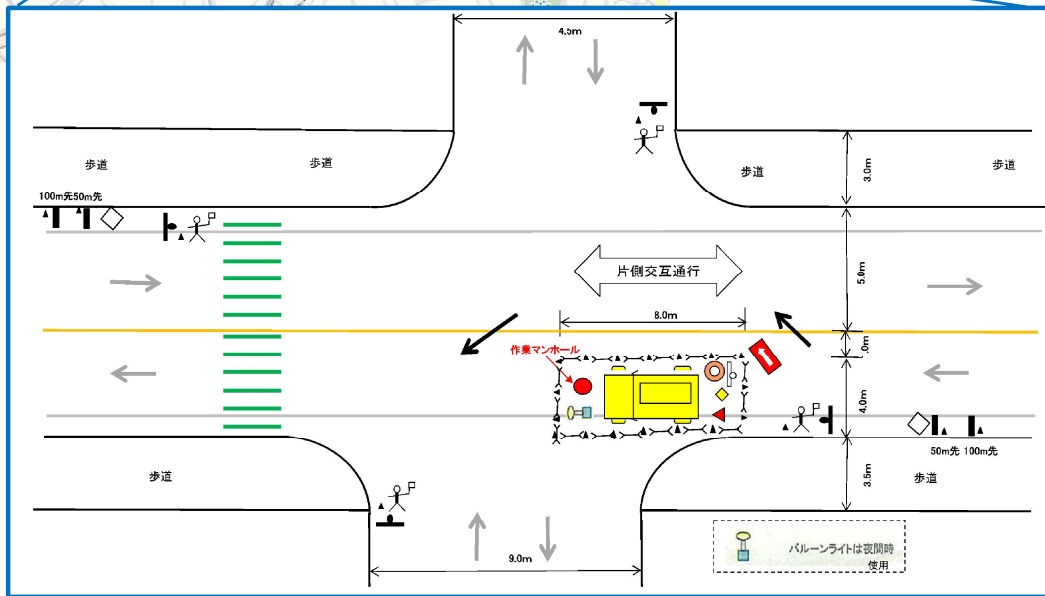 4.5m
歩道
歩道
歩道
歩道
3.0m
100m先50m先
片側交互通行
5.0m
8.0m
作業マンホール
.0m
4.0m
50m先 100m先
歩道
歩道
3.5m
9.0m
バルーンライトは夜間時
使用